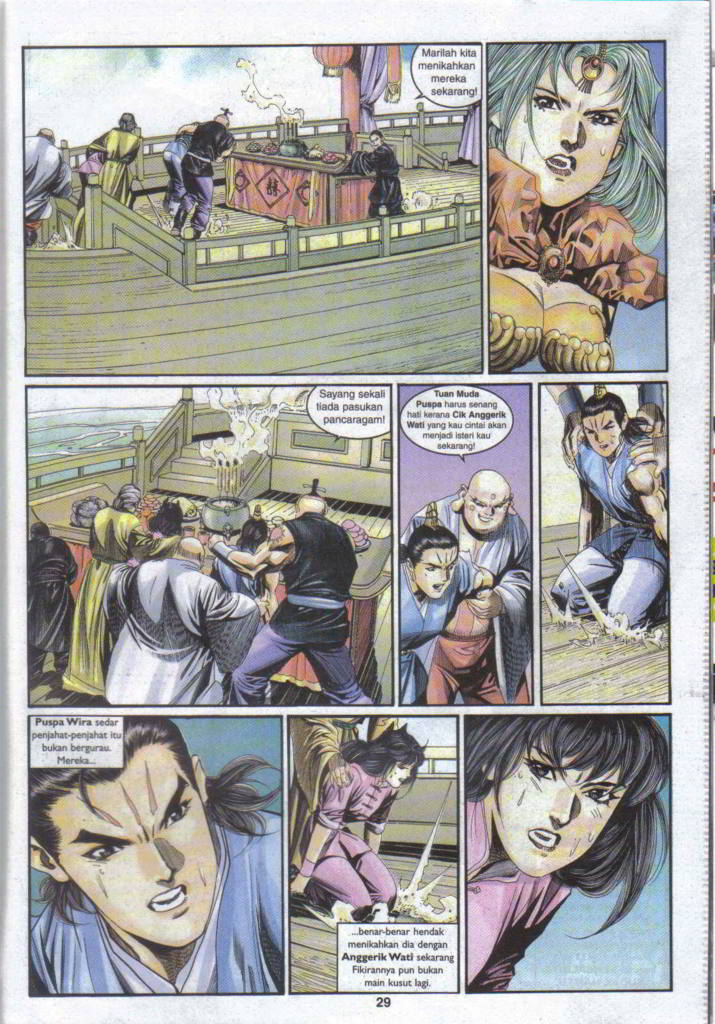 Marilah kita
menikahkan
mereka
sekarang!
囍
Sayang sekali
tiada pasukan
pancaragam!
Tuan Muda
Puspa harus senang
hati kerana Cik Anggerik
Wati yang kau cintai akan
menjadi isteri kau
sekarang!
Puspa Wira sedar
penjahat-penjahat itu
bukan bergurau.
Mereka...
...benar-benar hendak
menikahkan dia dengan
Anggerik Wati sekarang
Fikirannya pun bukan
main kusut lagi.
29